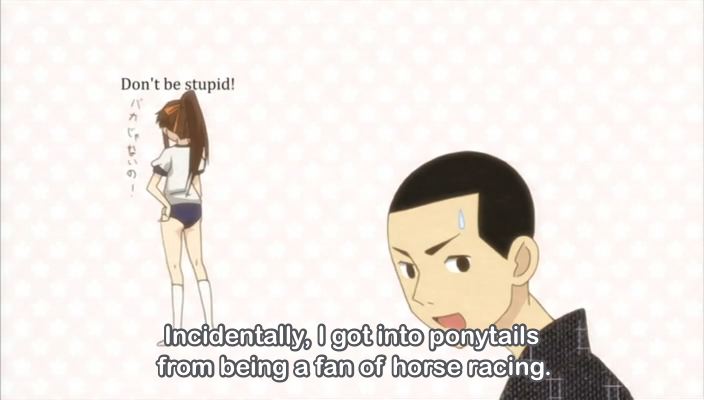 Don't be stupid!
バカじゃないの!
Incidentally, I got into ponytails
from being a fan of horse racing.